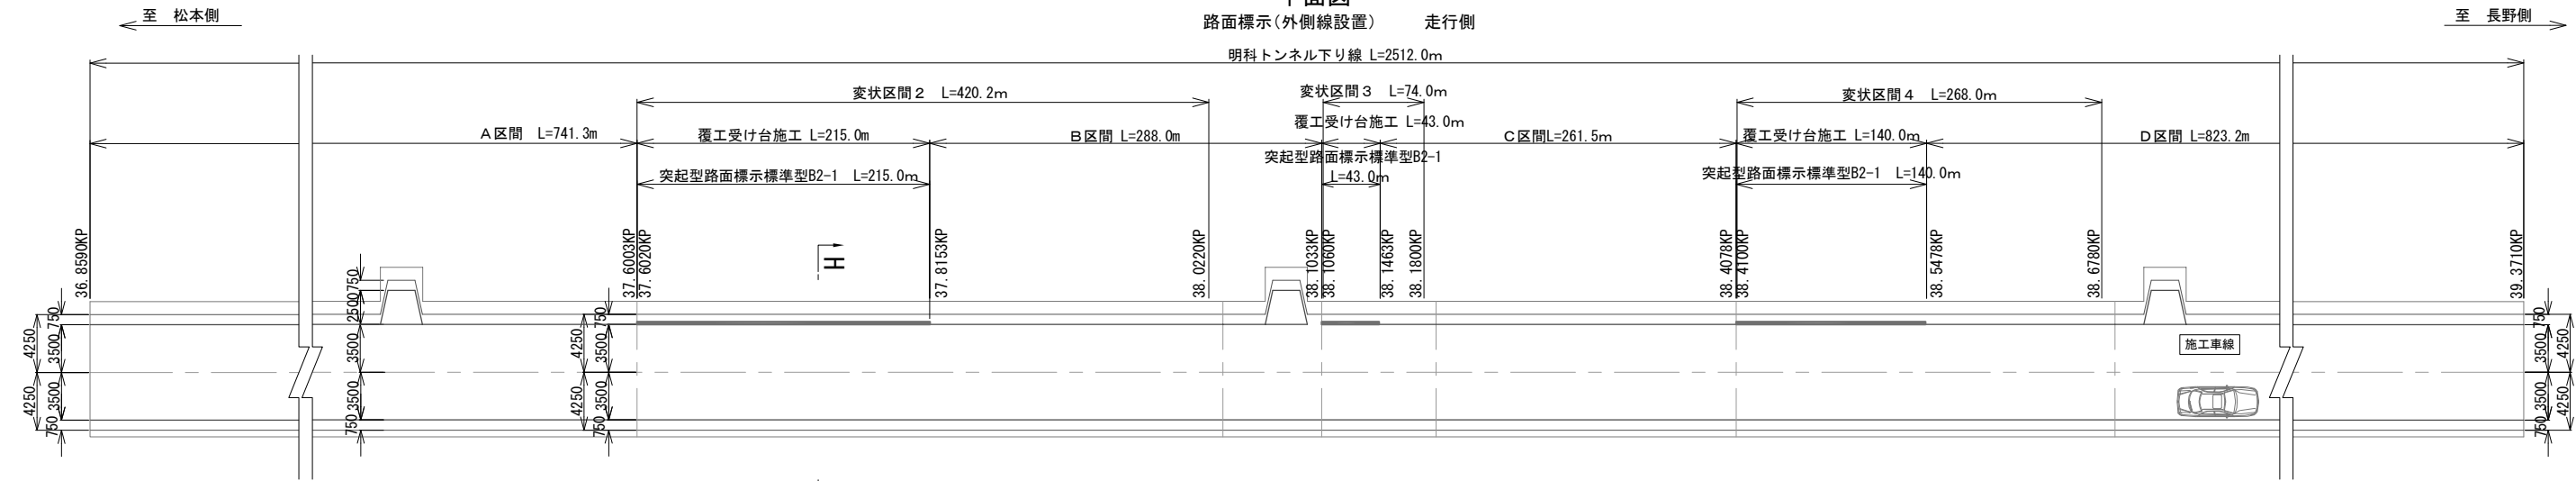 至　松本側
路面標示(外側線設置)　　走行側
至　長野側
明科トンネル下り線 L=2512.0m
変状区間２　L=420.2m
変状区間３　L=74.0m
変状区間４　L=268.0m
Ａ区間　L=741.3m
覆工受け台施工 L=215.0m
Ｂ区間 L=288.0m
覆工受け台施工 L=43.0m
Ｃ区間L=261.5m
覆工受け台施工 L=140.0m
Ｄ区間 L=823.2m
突起型路面標示標準型B2-1　L=215.0m
突起型路面標示標準型B2-1
L=43.0m
突起型路面標示標準型B2-1　L=140.0m
36.8590KP
37.6003KP
37.6020KP
37.8153KP
38.0220KP
38.1033KP
38.1060KP
38.1463KP
38.1800KP
38.4078KP
38.4100KP
38.5478KP
38.6780KP
39.3710KP
H
4250
4250
750
3500
3500
750
750
2500
3500
3500
750
4250
4250
750
3500
3500
750
施工車線
750
3500
3500
750
4250
4250